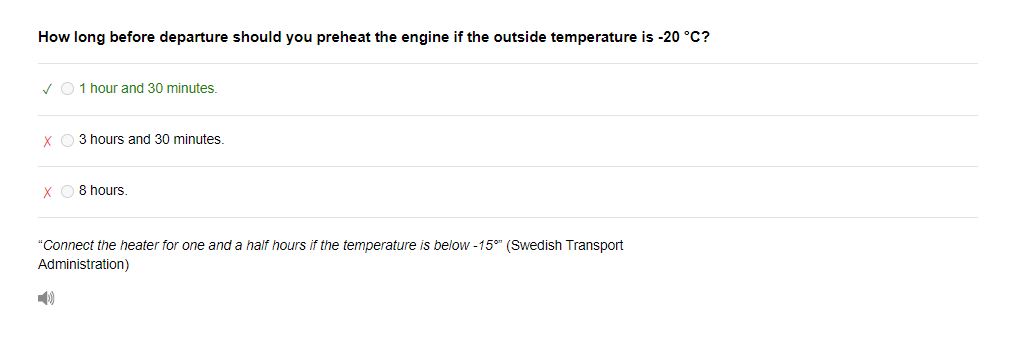 How long before departure should you preheat the engine if the outside temperature is -20 °C?
✓ 1 hour and 30 minutes.
X 3 hours and 30 minutes.
X 8 hours.
"Connect the heater for one and a half hours if the temperature is below -15°" (Swedish Transport
Administration)